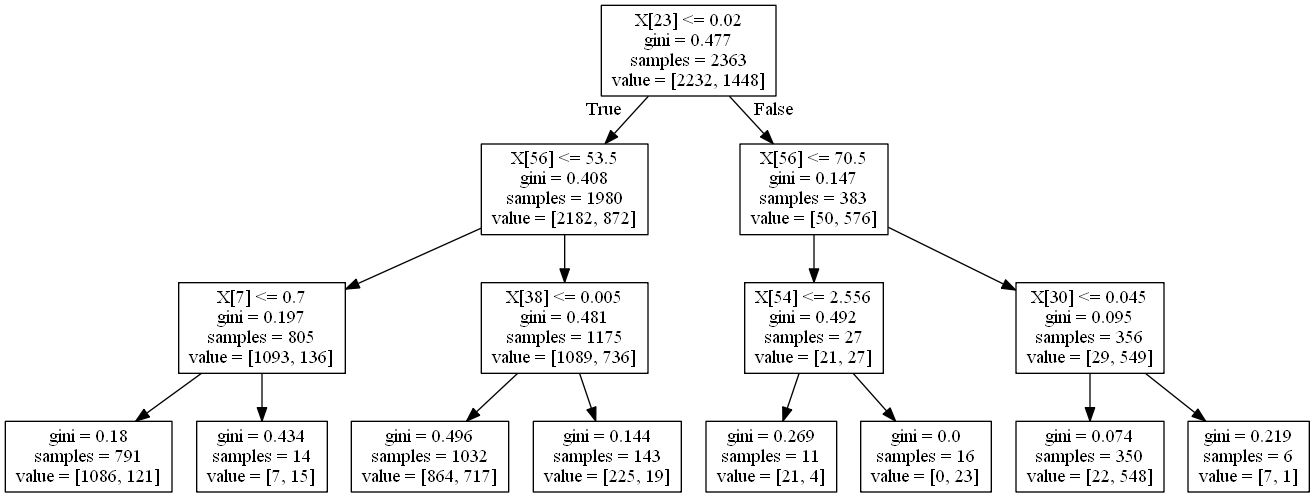 X[23] <= 0.02
gini = 0.477
samples = 2363
value = [2232, 1448]
True
False
X[56] <= 53.5
gini = 0.408
samples = 1980
value = [2182, 872]
X[56] <= 70.5
gini = 0.147
samples = 383
value = [50, 576]
X[7] <= 0.7
gini = 0.197
samples = 805
value = [1093, 136]
X[38] <= 0.005
gini = 0.481
samples = 1175
value = [1089, 736]
X[54] <= 2.556
gini = 0.492
samples = 27
value = [21, 27]
X[30] <= 0.045
gini = 0.095
samples = 356
value = [29, 549]
gini = 0.18
samples = 791
value = [1086, 121]
gini = 0.434
samples = 14
value = [7, 15]
gini = 0.496
samples = 1032
value = [864, 717]
gini = 0.144
samples = 143
value = [225, 19]
gini = 0.269
samples = 11
value = [21, 4]
gini = 0.0
samples = 16
value = [0, 23]
gini = 0.074
samples = 350
value = [22, 548]
gini = 0.219
samples = 6
value = [7, 1]